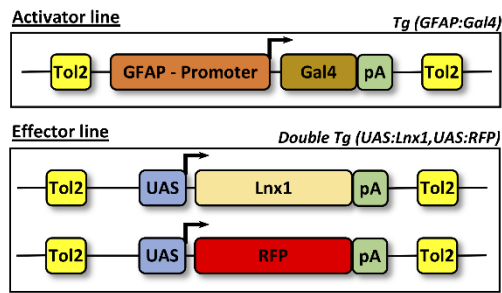 Activator line
Tg (GFAP:Gal4)
Tol2 GFAP - Promoter Gal4 pA Tol2
Effector line
Double Tg (UAS:Lnx1,UAS:RFP)
Tol2 UAS Lnx1 pA Tol2
Tol2 UAS RFP pA Tol2